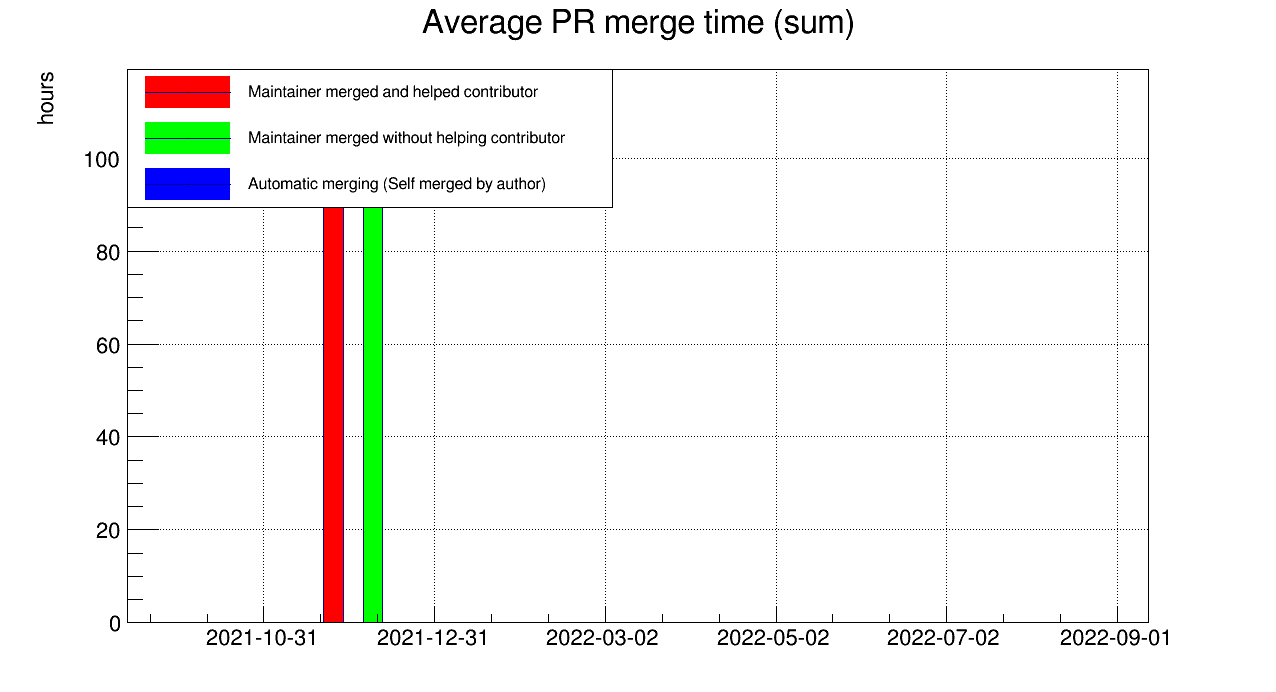 Average PR merge time (sum)
hours
Maintainer merged and helped contributor
Maintainer merged without helping contributor
Automatic merging (Self merged by author)
100
80
60
40
20
0
2021-10-31 2021-12-31 2022-03-02 2022-05-02 2022-07-02 2022-09-01